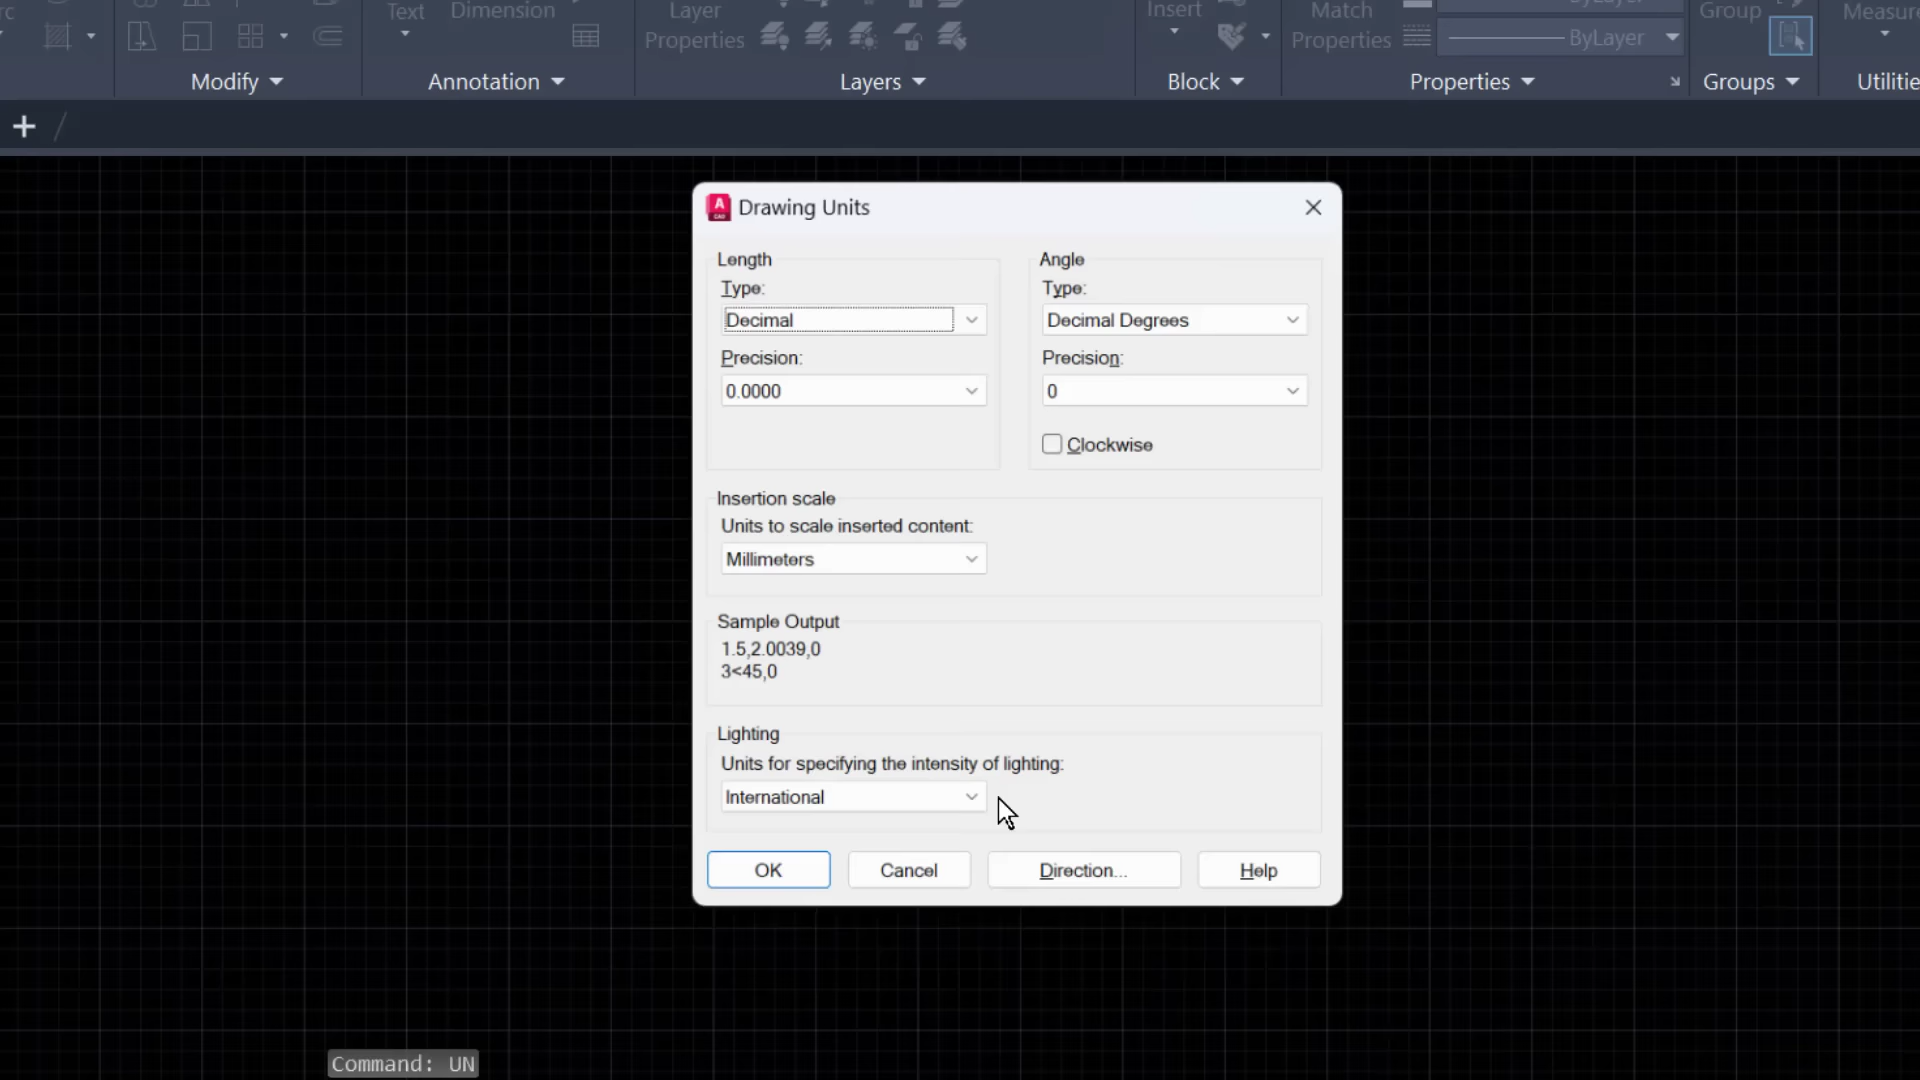 Text
Dimension
Layer
Properties
Insert
Match
Properties
ByLayer
ByLayer
Group
Measure
Modify
Annotation
Layers
Block
Properties
Groups
Utilitie
Drawing Units
Length
Angle
Type:
Type:
Decimal
Decimal Degrees
Precision:
Precision:
0.0000
0
Clockwise
Insertion scale
Units to scale inserted content:
Millimeters
Sample Output
1.5,2.0039,0
3<45,0
Lighting
Units for specifying the intensity of lighting:
International
OK
Cancel
Direction...
Help
Command: UN